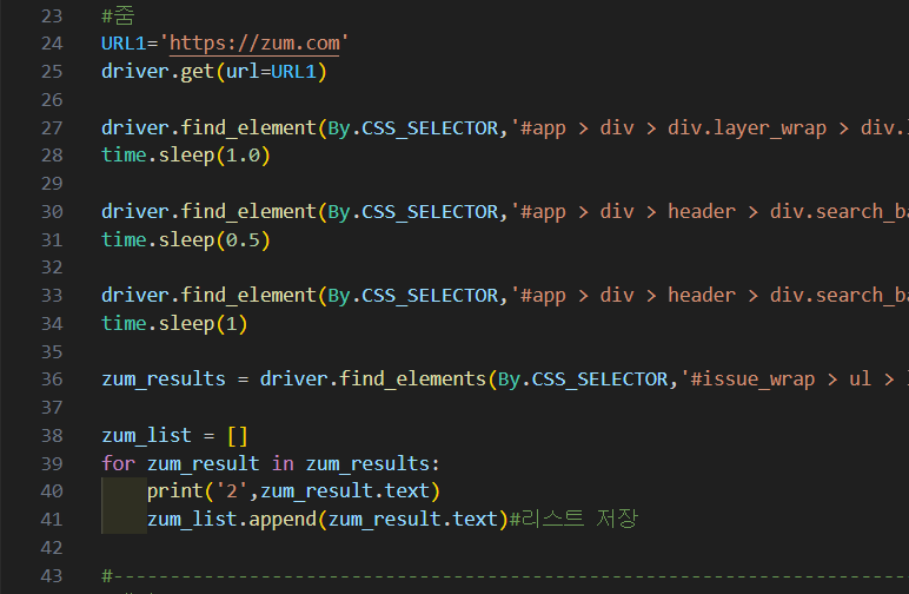 23 #줌
24 URL1='https://zum.com'
25 driver.get(url=URL1)
26
27 driver.find_element(By.CSS_SELECTOR,'#app > div > div.layer_wrap > div.
28 time.sleep(1.0)
29
30 driver.find_element(By.CSS_SELECTOR,'#app > div > header > div.search_ba
31 time.sleep(0.5)
32
33 driver.find_element(By.CSS_SELECTOR,'#app > div > header > div.search_ba
34 time.sleep(1)
35
36 zum_results = driver.find_elements(By.CSS_SELECTOR,'#issue_wrap > ul >
37
38 zum_list = []
39 for zum_result in zum_results:
40 print('2',zum_result.text)
41 zum_list.append(zum_result.text)#리스트 저장
42
43 #-----------------------------------------------------------------------